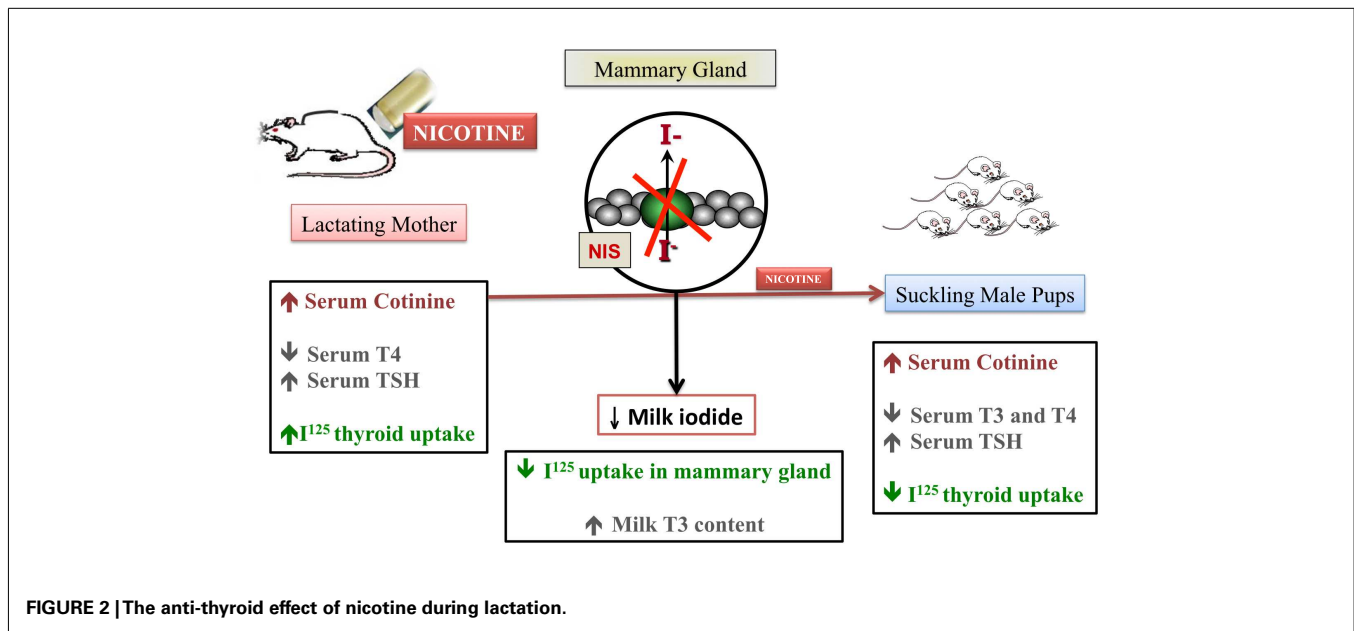 Mammary Gland
NICOTINE
I-
Lactating Mother
NIS
I-
NICOTINE
Suckling Male Pups
↑ Serum Cotinine
↓ Serum T4
↑ Serum TSH
↑I¹²⁵ thyroid uptake
↓ Milk iodide
↓ I¹²⁵ uptake in mammary gland
↑ Milk T3 content
↑ Serum Cotinine
↓ Serum T3 and T4
↑ Serum TSH
↓ I¹²⁵ thyroid uptake
FIGURE 2 | The anti-thyroid effect of nicotine during lactation.